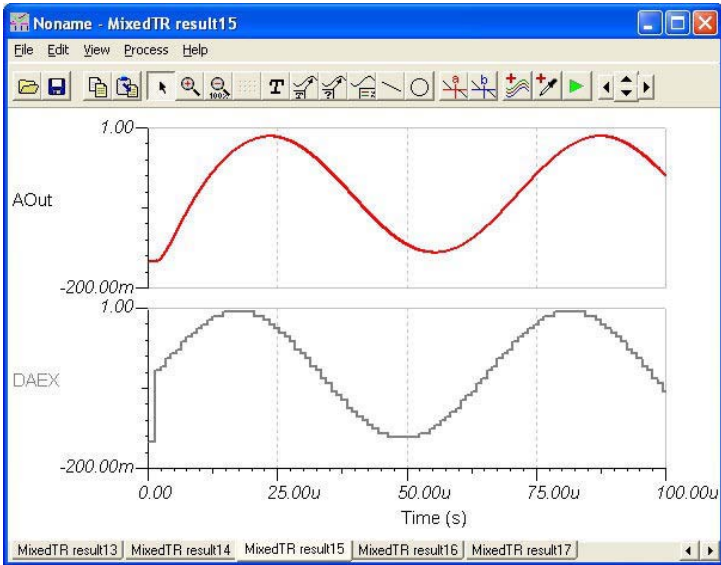 Noname - MixedTR result15
File Edit View Process Help
T
100%
a
b
1.00
AOut
-200.00m
1.00
DAEX
-200.00m
0.00 25.00u 50.00u 75.00u 100.00u
Time (s)
MixedTR result13 MixedTR result14 MixedTR result15 MixedTR result16 MixedTR result17